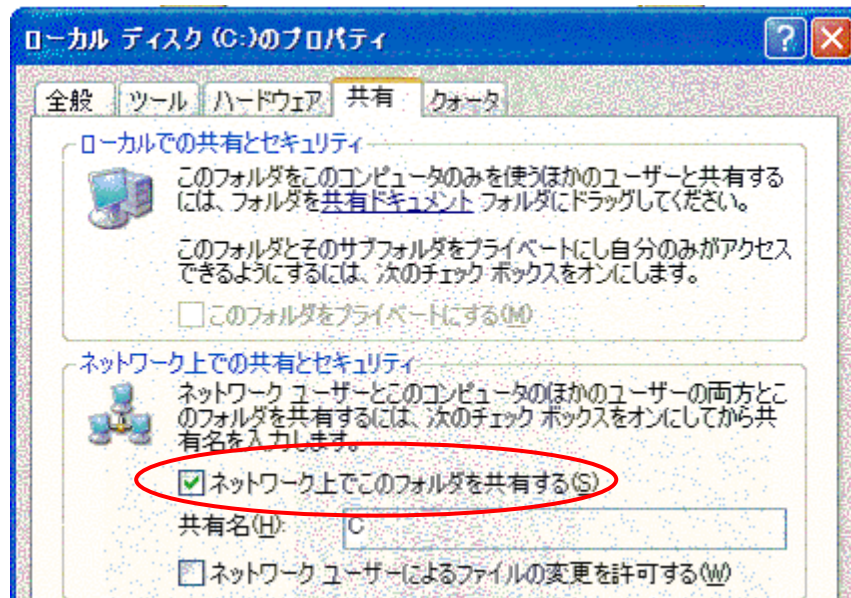 ローカル ディスク (C:)のプロパティ
全般 ツール ハードウェア 共有 クォータ
ローカルでの共有とセキュリティ
このフォルダをこのコンピュータのみを使うほかのユーザーと共有する
には、フォルダを共有ドキュメント フォルダにドラッグしてください。
このフォルダとそのサブフォルダをプライベートにし自分のみがアクセス
できるようにするには、次のチェック ボックスをオンにします。
このフォルダをプライベートにする(M)
ネットワーク上での共有とセキュリティ
ネットワーク ユーザーとこのコンピュータのほかのユーザーの両方とこ
のフォルダを共有するには、次のチェック ボックスをオンにしてから共
有名を入力します。
ネットワーク上でこのフォルダを共有する(S)
共有名(H): C
ネットワーク ユーザーによるファイルの変更を許可する(W)